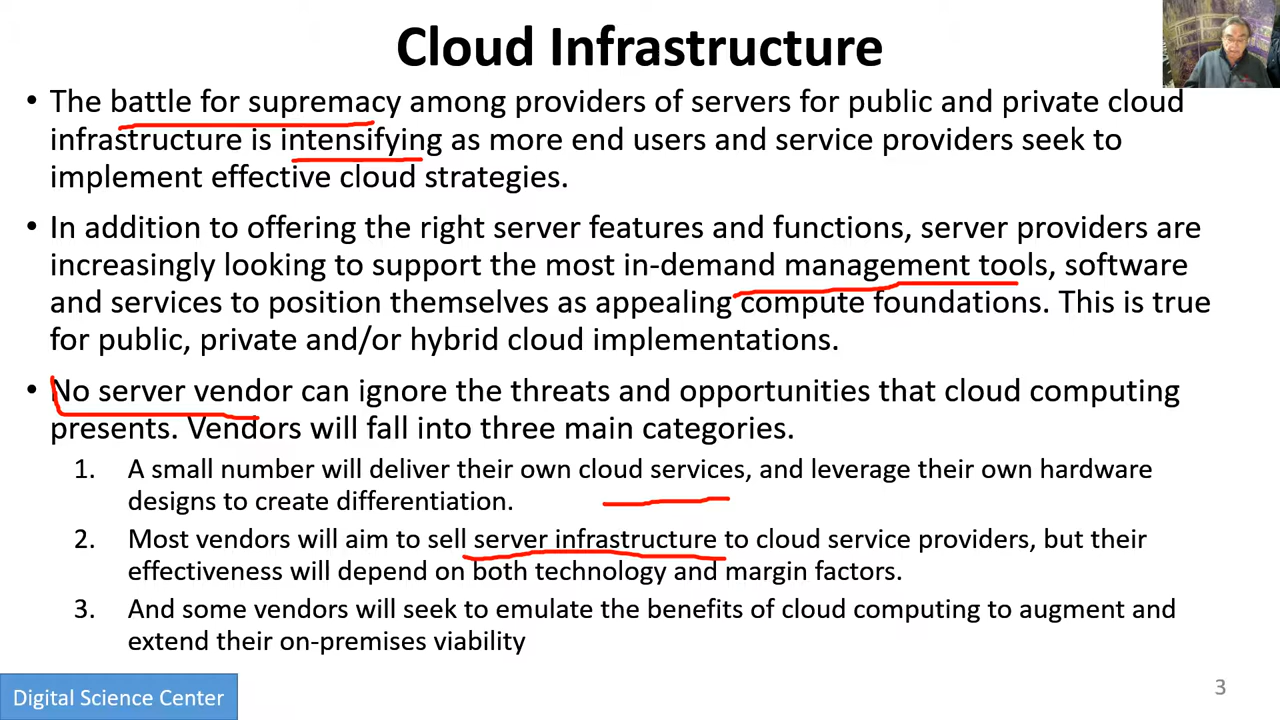 Cloud Infrastructure
• The battle for supremacy among providers of servers for public and private cloud
infrastructure is intensifying as more end users and service providers seek to
implement effective cloud strategies.
• In addition to offering the right server features and functions, server providers are
increasingly looking to support the most in-demand management tools, software
and services to position themselves as appealing compute foundations. This is true
for public, private and/or hybrid cloud implementations.
• No server vendor can ignore the threats and opportunities that cloud computing
presents. Vendors will fall into three main categories.
1. A small number will deliver their own cloud services, and leverage their own hardware
designs to create differentiation.
2. Most vendors will aim to sell server infrastructure to cloud service providers, but their
effectiveness will depend on both technology and margin factors.
3. And some vendors will seek to emulate the benefits of cloud computing to augment and
extend their on-premises viability
Digital Science Center
3